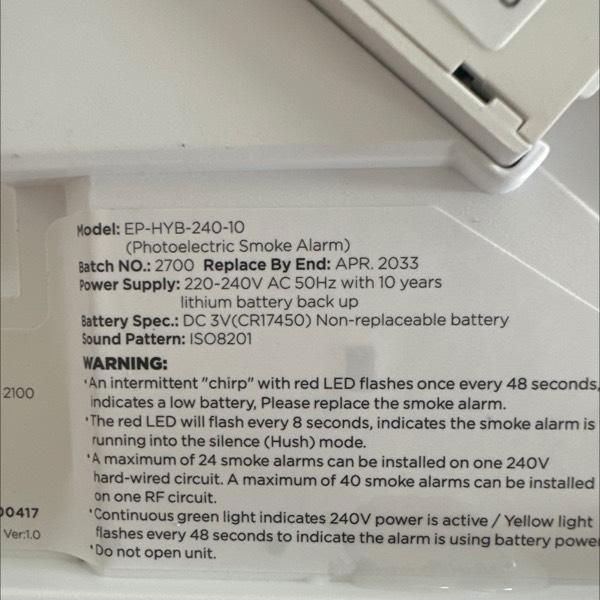 Model: EP-HYB-240-10
(Photoelectric Smoke Alarm)
Batch NO.: 2700 Replace By End: APR. 2033
Power Supply: 220-240V AC 50Hz with 10 years
lithium battery back up
Battery Spec.: DC 3V(CR17450) Non-replaceable battery
Sound Pattern: ISO8201
WARNING:
•An intermittent "chirp" with red LED flashes once every 48 seconds,
indicates a low battery, Please replace the smoke alarm.
•The red LED will flash every 8 seconds, indicates the smoke alarm is
running into the silence (Hush) mode.
•A maximum of 24 smoke alarms can be installed on one 240V
hard-wired circuit. A maximum of 40 smoke alarms can be installed
on one RF circuit.
•Continuous green light indicates 240V power is active / Yellow light
flashes every 48 seconds to indicate the alarm is using battery power
•Do not open unit.
2100
00417
Ver:1.0